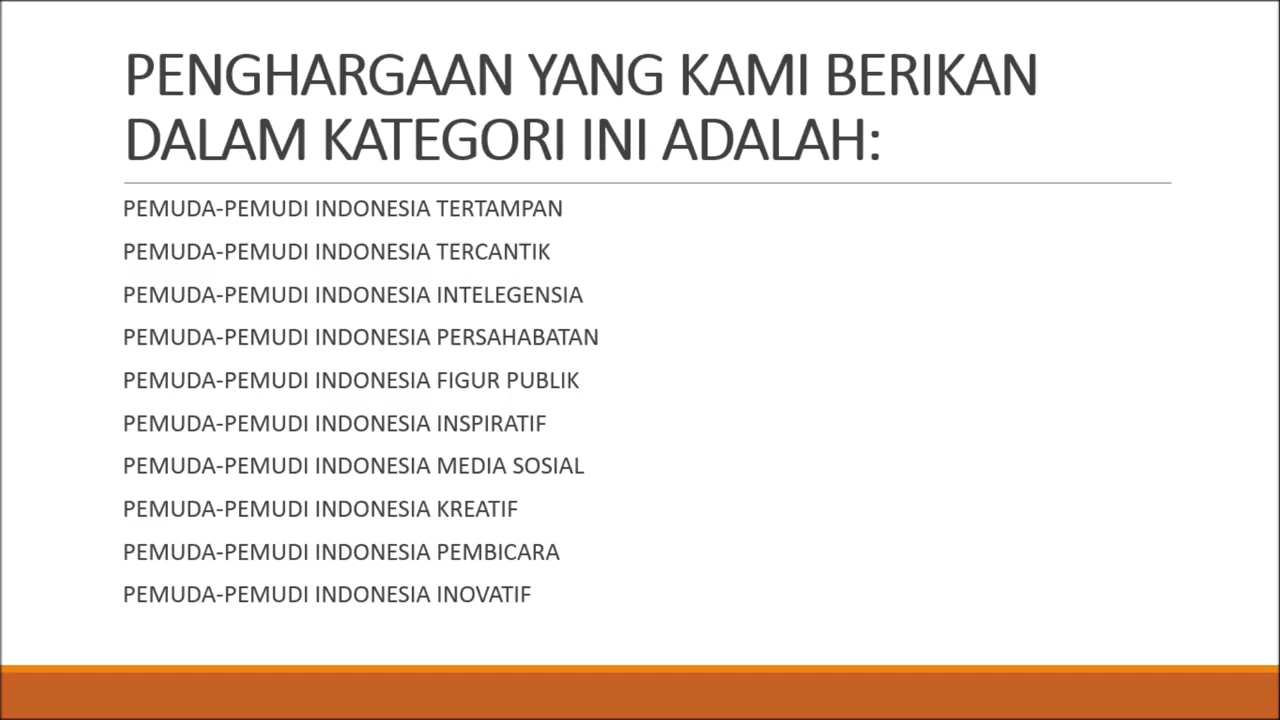 PENGHARGAAN YANG KAMI BERIKAN
DALAM KATEGORI INI ADALAH:
PEMUDA-PEMUDI INDONESIA TERTAMPAN
PEMUDA-PEMUDI INDONESIA TERCANTIK
PEMUDA-PEMUDI INDONESIA INTELEGENSIA
PEMUDA-PEMUDI INDONESIA PERSAHABATAN
PEMUDA-PEMUDI INDONESIA FIGUR PUBLIK
PEMUDA-PEMUDI INDONESIA INSPIRATIF
PEMUDA-PEMUDI INDONESIA MEDIA SOSIAL
PEMUDA-PEMUDI INDONESIA KREATIF
PEMUDA-PEMUDI INDONESIA PEMBICARA
PEMUDA-PEMUDI INDONESIA INOVATIF